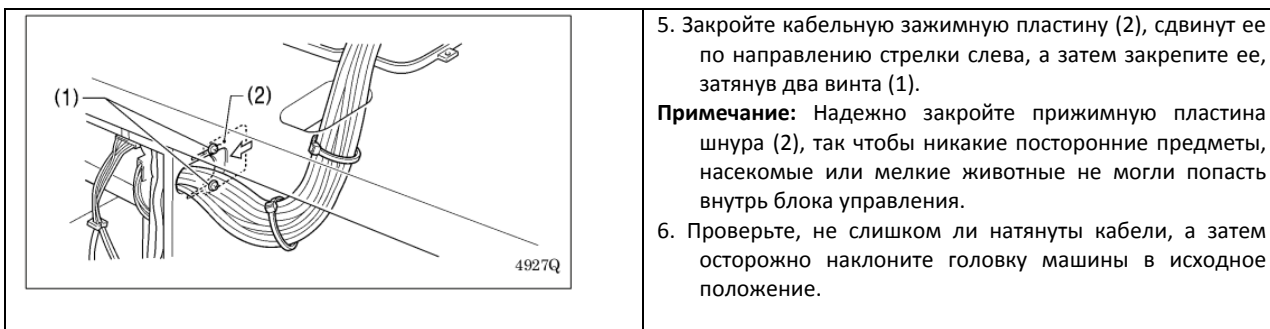 (1)
(2)
4927Q
5. Закройте кабельную зажимную пластину (2), сдвинут ее
по направлению стрелки слева, а затем закрепите ее,
затянув два винта (1).
Примечание: Надежно закройте прижимную пластина
шнура (2), так чтобы никакие посторонние предметы,
насекомые или мелкие животные не могли попасть
внутрь блока управления.
6. Проверьте, не слишком ли натянуты кабели, а затем
осторожно наклоните головку машины в исходное
положение.